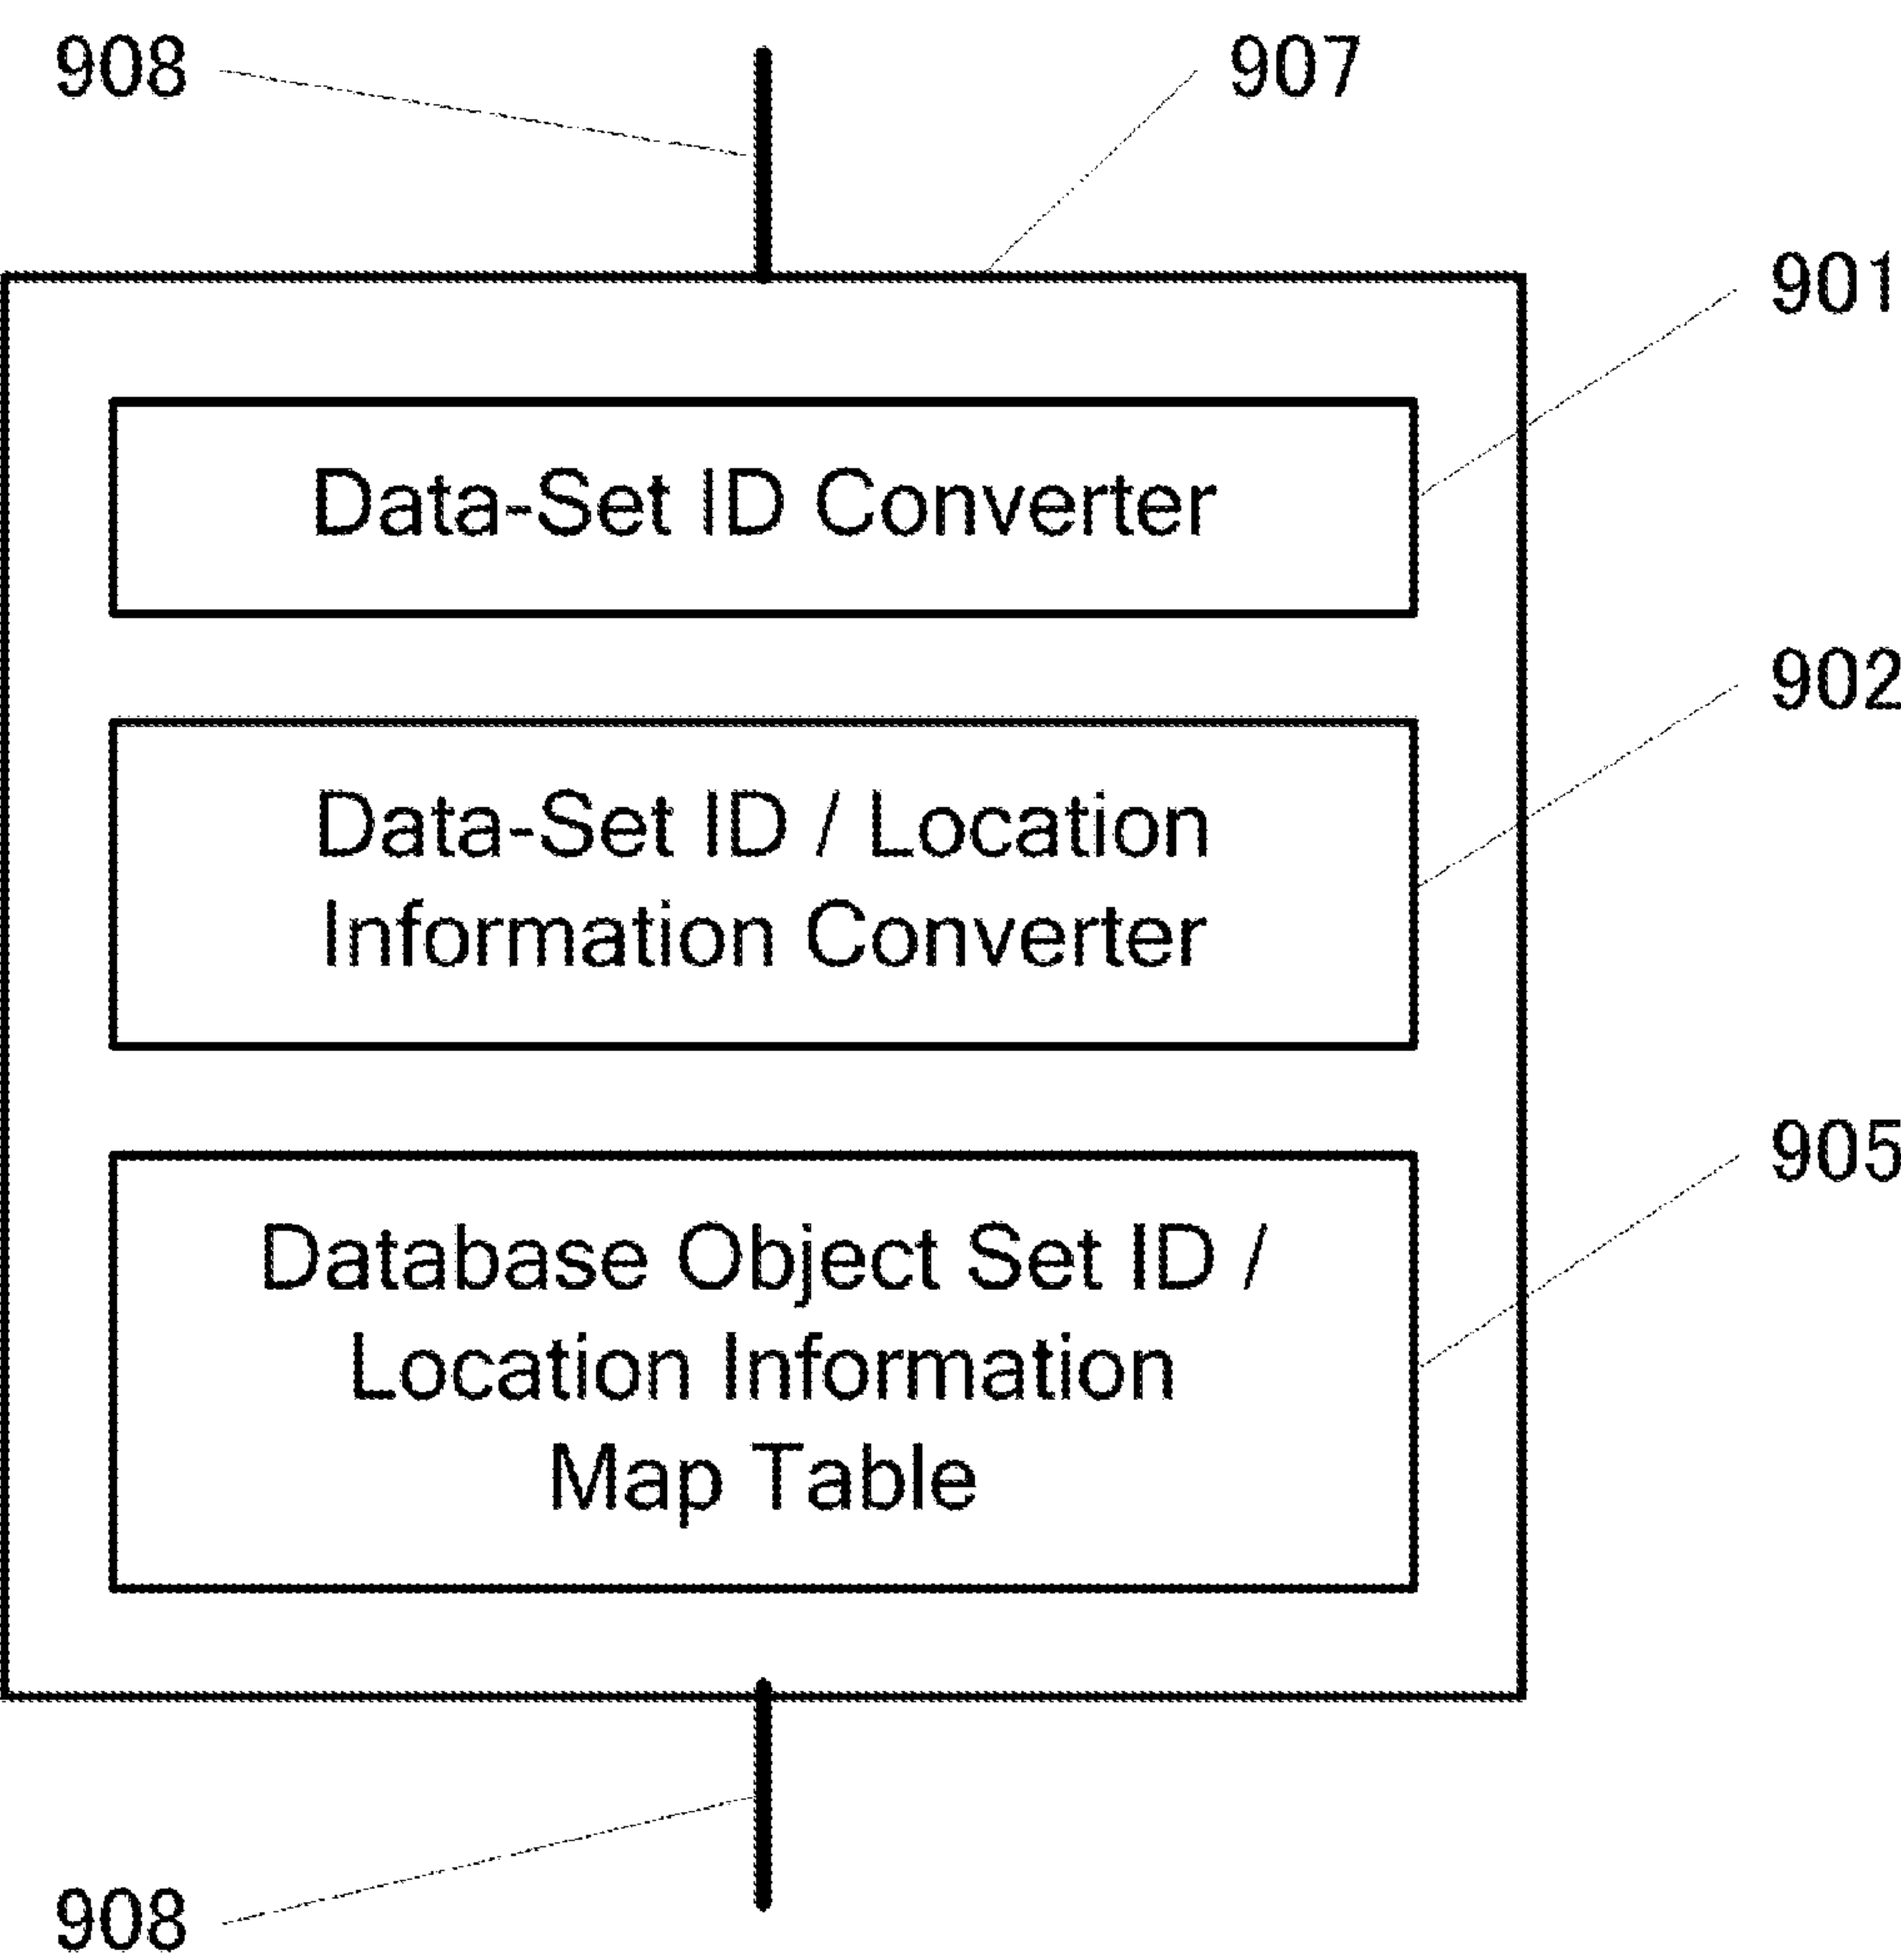 908
907
901
Data-Set ID Converter
902
Data-Set ID / Location
Information Converter
905
Database Object Set ID /
Location Information
Map Table
908